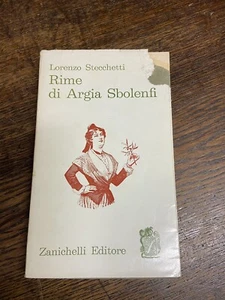 Lorenzo Stecchetti
Rime
di Argia Sbolenfi
Zanichelli Editore